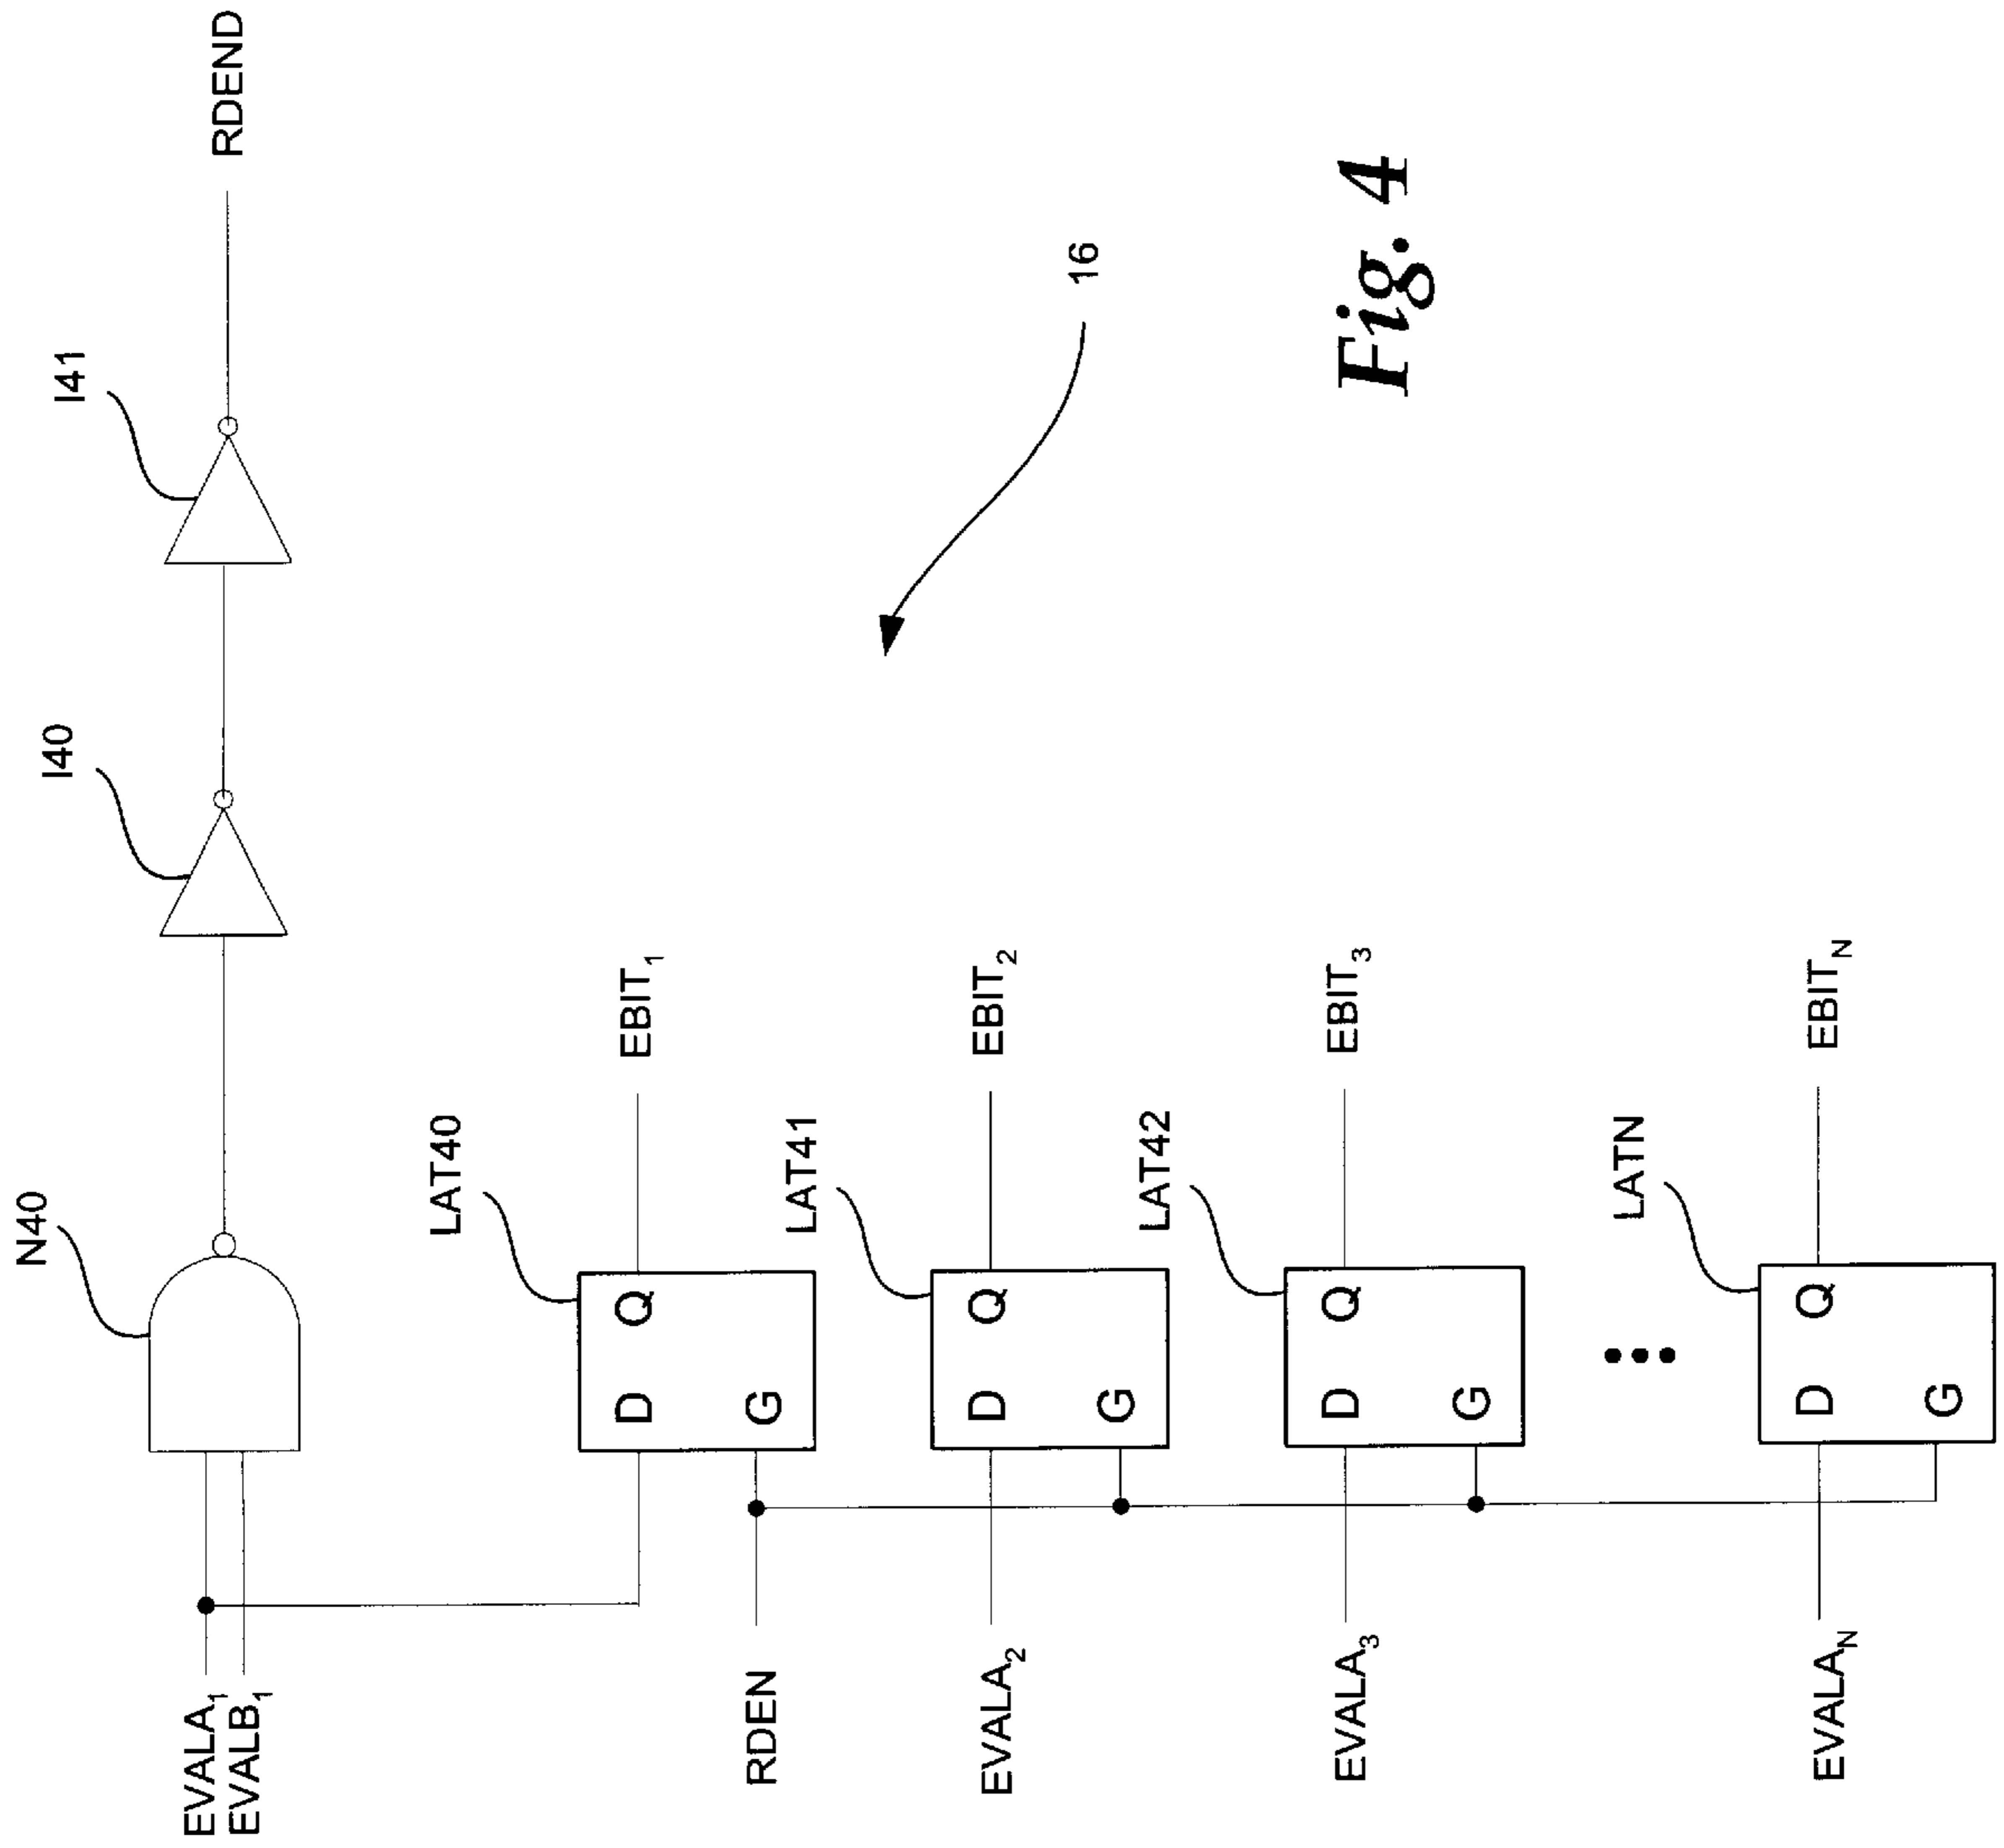 N40
I40
I41
EVALA₁
EVALB₁
RDEND
LAT40
D Q
G
EBIT₁
RDEN
LAT41
EVALA₂
D Q
G
EBIT₂
16
LAT42
EVALA₃
D Q
G
EBIT₃
Fig. 4
LATN
EVALAN
D Q
G
EBITN